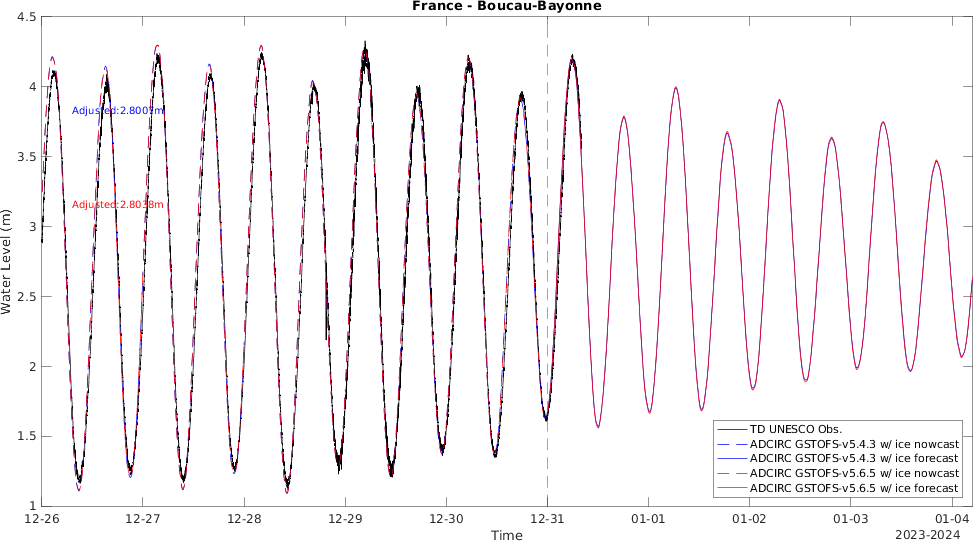 France - Boucau-Bayonne
4.5
4
3.5
3
2.5
2
1.5
1
Water Level (m)
Adjusted:2.8038m
12-26
12-27
12-28
12-29
12-30
12-31
01-01
01-02
01-03
01-04
Time
2023-2024
TD UNESCO Obs.
ADCIRC GSTOFS-v5.4.3 w/ ice nowcast
ADCIRC GSTOFS-v5.4.3 w/ ice forecast
ADCIRC GSTOFS-v5.6.5 w/ ice nowcast
ADCIRC GSTOFS-v5.6.5 w/ ice forecast